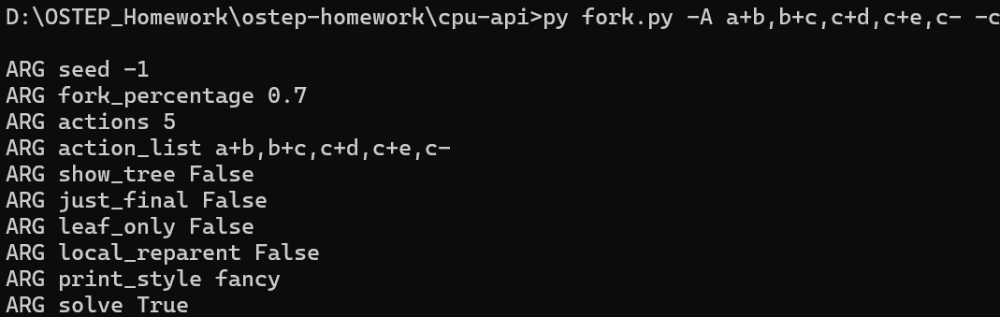 D:\OSTEP_Homework\ostep-homework\cpu-api>py fork.py -A a+b,b+c,c+d,c+e,c- -c
ARG seed -1
ARG fork_percentage 0.7
ARG actions 5
ARG action_list a+b,b+c,c+d,c+e,c-
ARG show_tree False
ARG just_final False
ARG leaf_only False
ARG local_reparent False
ARG print_style fancy
ARG solve True